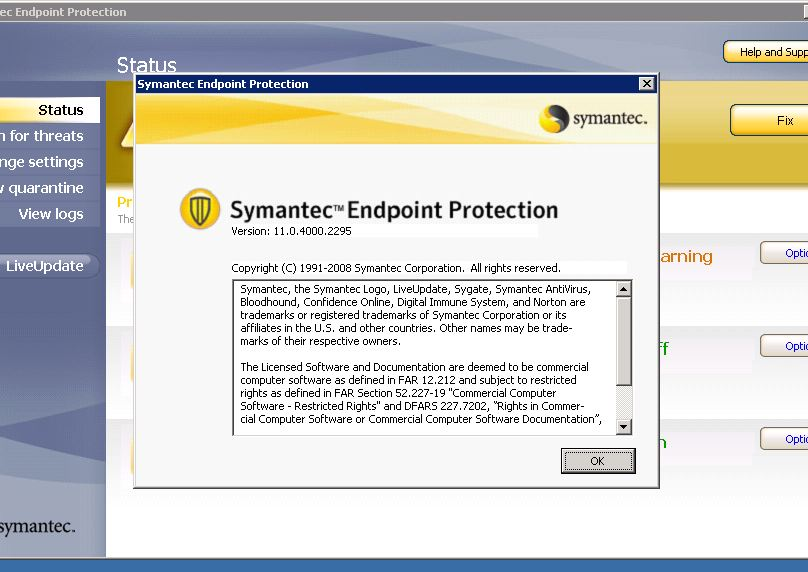 ec Endpoint Protection
Status
Help and Supp
Symantec Endpoint Protection
symantec.
Status
n for threats
nge settings
w quarantine
View logs
LiveUpdate
Fix
Pr
The
Symantec™ Endpoint Protection
Version: 11.0.4000.2295
Copyright (C) 1991-2008 Symantec Corporation. All rights reserved.
Symantec, the Symantec Logo, LiveUpdate, Sygate, Symantec AntiVirus,
Bloodhound, Confidence Online, Digital Immune System, and Norton are
trademarks or registered trademarks of Symantec Corporation or its
affiliates in the U.S. and other countries. Other names may be trade-
marks of their respective owners.
The Licensed Software and Documentation are deemed to be commercial
computer software as defined in FAR 12.212 and subject to restricted
rights as defined in FAR Section 52.227-19 "Commercial Computer
Software - Restricted Rights" and DFARS 227.7202, "Rights in Commer-
cial Computer Software or Commercial Computer Software Documentation",
OK
arning
Optio
ff
Optio
n
Optio
symantec.